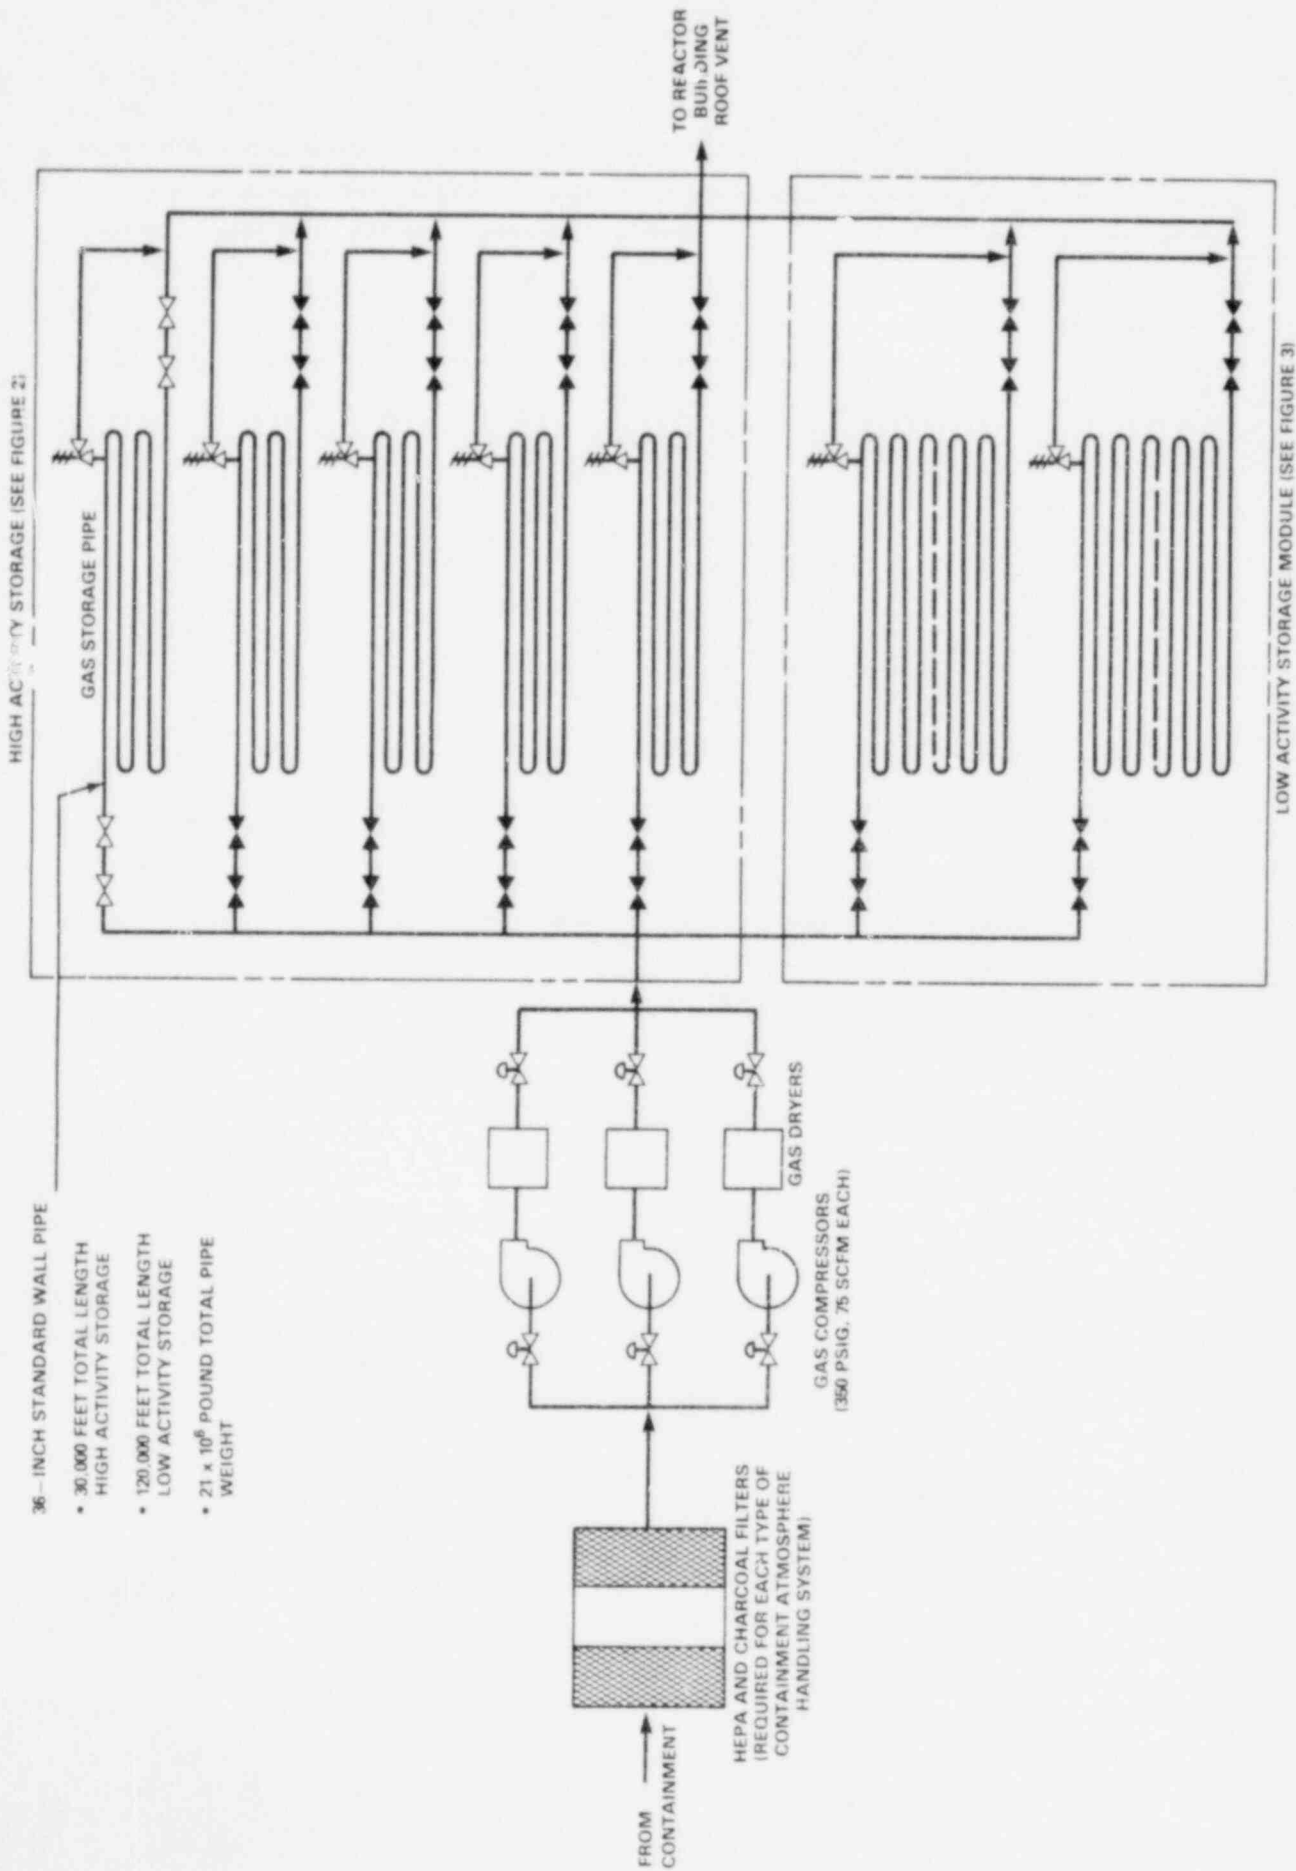 HIGH ACTIVITY STORAGE (SEE FIGURE 2)
TO REACTOR
BUILDING
ROOF VENT
GAS STORAGE PIPE
36-INCH STANDARD WALL PIPE
* 30,000 FEET TOTAL LENGTH
HIGH ACTIVITY STORAGE
* 120,000 FEET TOTAL LENGTH
LOW ACTIVITY STORAGE
* 21 x 10⁶ POUND TOTAL PIPE
WEIGHT
GAS DRYERS
GAS COMPRESSORS
(350 PSIG, 75 SCFM EACH)
FROM
CONTAINMENT
HEPA AND CHARCOAL FILTERS
(REQUIRED FOR EACH TYPE OF
CONTAINMENT ATMOSPHERE
HANDLING SYSTEM)
LOW ACTIVITY STORAGE MODULE (SEE FIGURE 3)